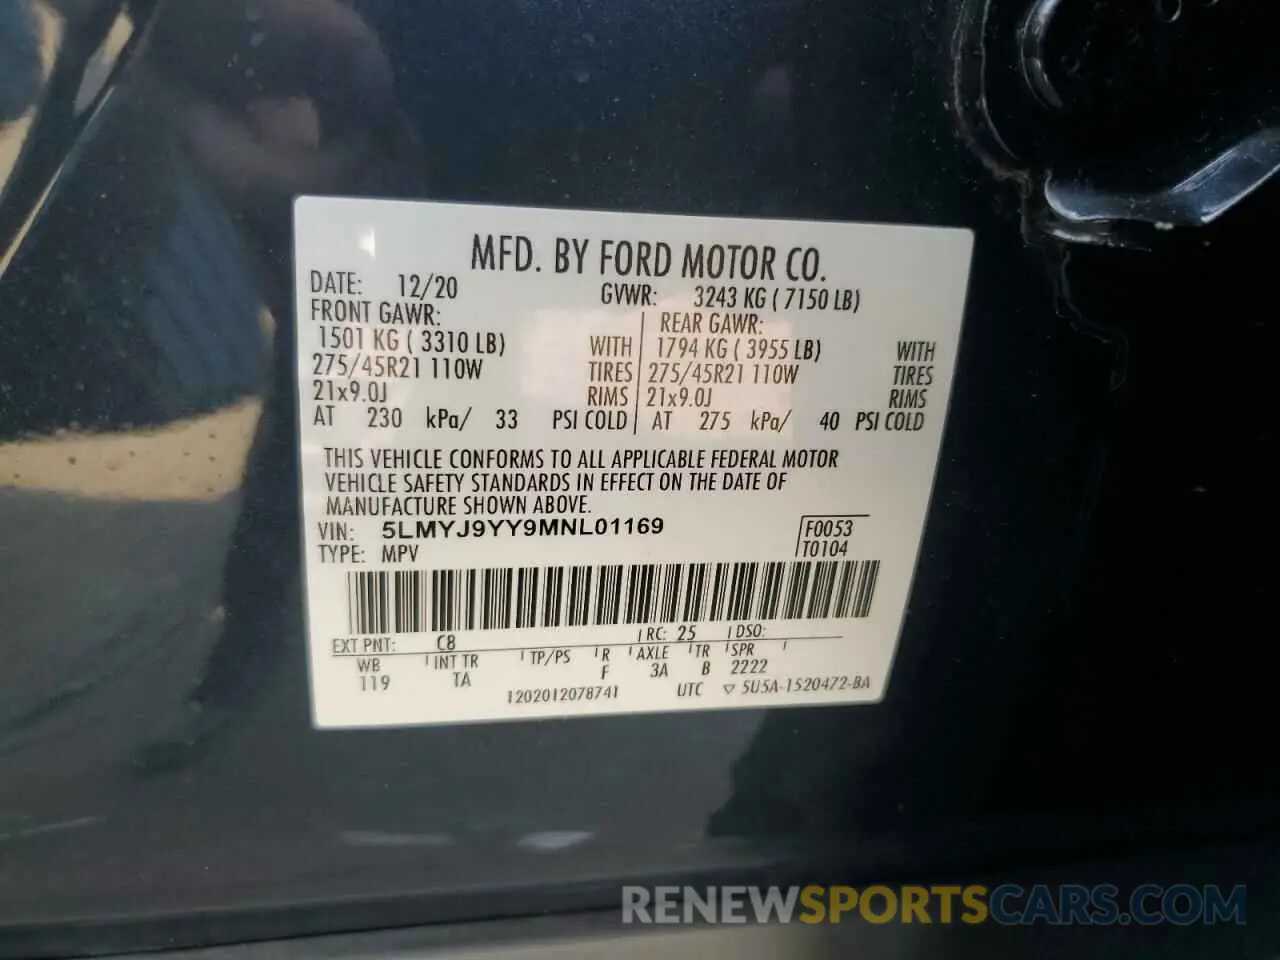 MFD. BY FORD MOTOR CO.
DATE: 12/20 GVWR: 3243 KG ( 7150 LB)
FRONT GAWR: REAR GAWR:
1501 KG ( 3310 LB) WITH 1794 KG ( 3955 LB) WITH
275/45R21 110W TIRES 275/45R21 110W TIRES
21x9.0J RIMS 21x9.0J RIMS
AT 230 kPa/ 33 PSI COLD AT 275 kPa/ 40 PSI COLD
THIS VEHICLE CONFORMS TO ALL APPLICABLE FEDERAL MOTOR
VEHICLE SAFETY STANDARDS IN EFFECT ON THE DATE OF
MANUFACTURE SHOWN ABOVE.
VIN: 5LMYJ9YY9MNL01169 F0053
TYPE: MPV T0104
EXT PNT: C8 RC: 25 DSO:
WB INT TR TP/PS R AXLE TR SPR
119 TA F 3A B 2222
1202012078741 UTC ▽ 5U5A-1520472-BA
RENEWSPORTSCARS.COM